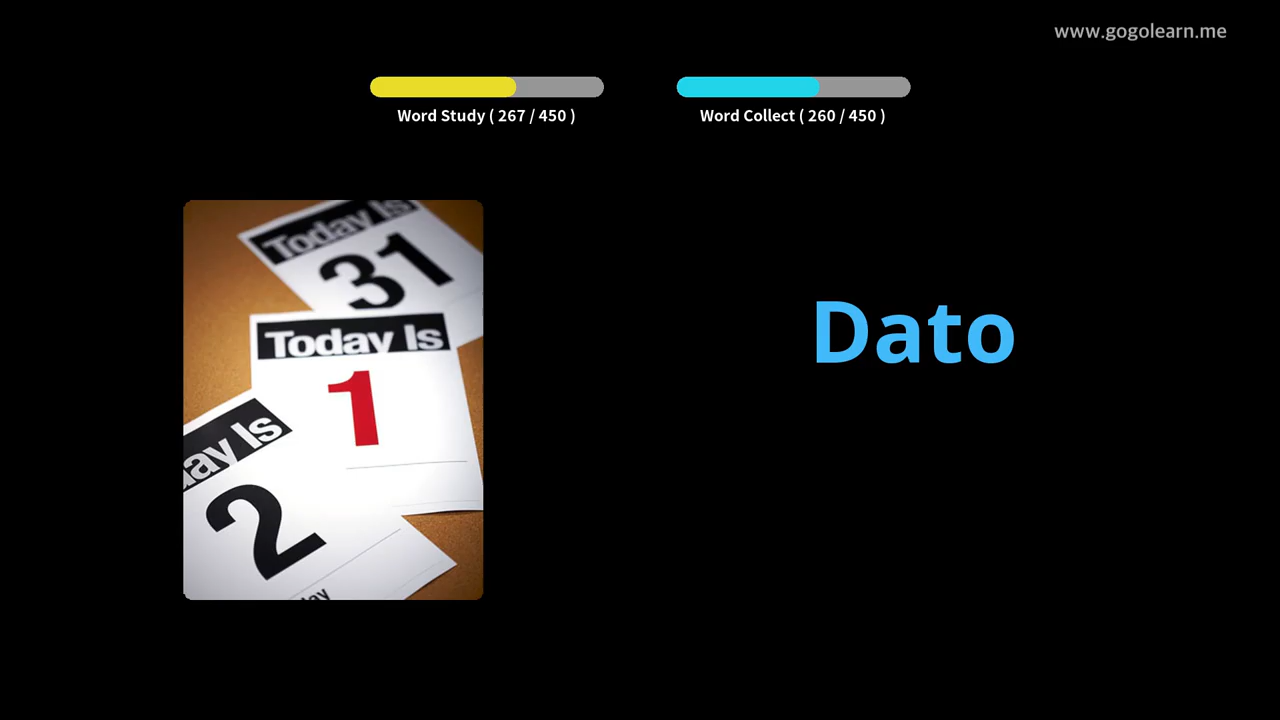 www.gogolearn.me
Word Study ( 267 / 450 )
Word Collect ( 260 / 450 )
Today Is
31
Today Is
1
ay Is
2
Dato